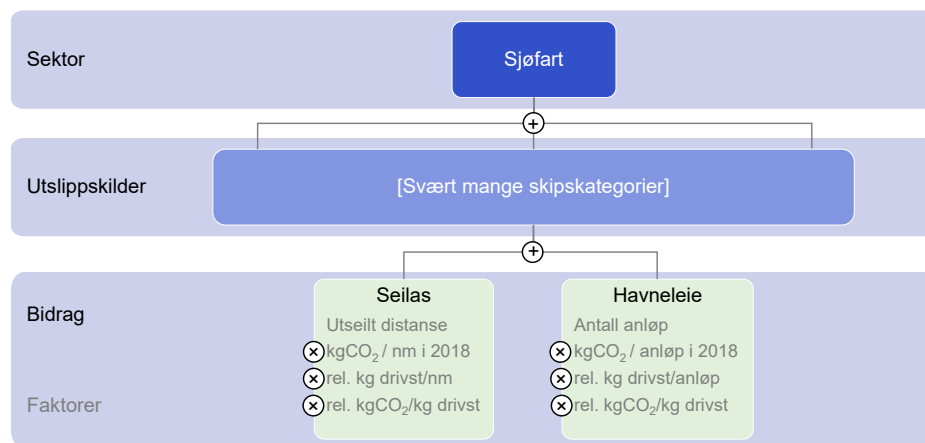 Sektor
Sjøfart
+
Utslippskilder
[Svært mange skipskategorier]
+
Bidrag
Seilas
Havneleie
Utseilt distanse
Antall anløp
× kgCO₂ / nm i 2018
× kgCO₂ / anløp i 2018
× rel. kg drivst/nm
× rel. kg drivst/anløp
Faktorer
× rel. kgCO₂/kg drivst
× rel. kgCO₂/kg drivst